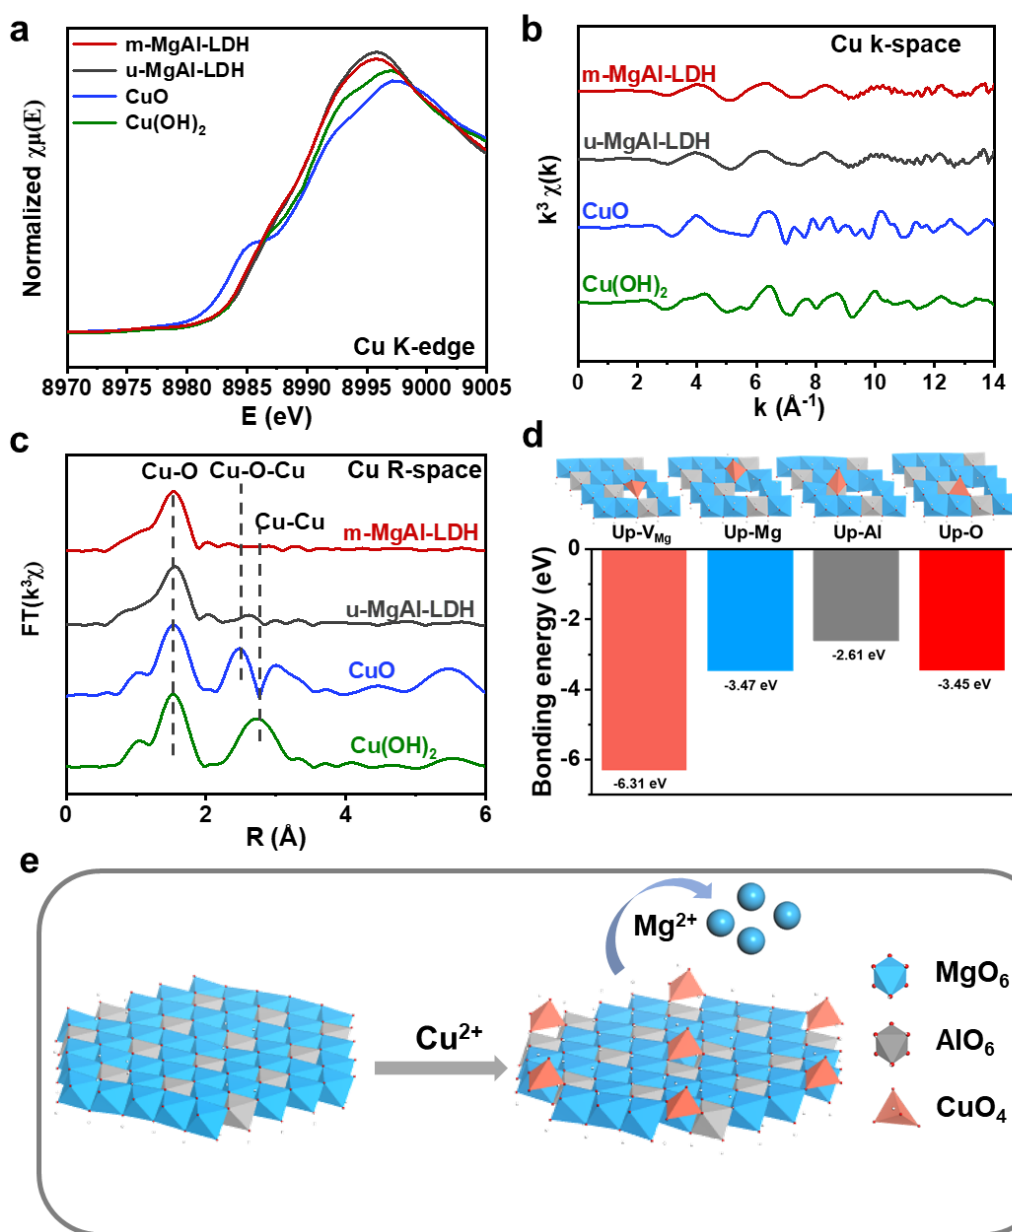 a
m-MgAl-LDH
u-MgAl-LDH
CuO
Cu(OH)₂
Normalized χμ(E)
Cu K-edge
8970 8975 8980 8985 8990 8995 9000 9005
E (eV)
b
Cu k-space
m-MgAl-LDH
u-MgAl-LDH
CuO
Cu(OH)₂
k³ χ(k)
0 2 4 6 8 10 12 14
k (Å⁻¹)
c
Cu-O Cu-O-Cu Cu R-space
Cu-Cu
m-MgAl-LDH
u-MgAl-LDH
CuO
Cu(OH)₂
FT(k³χ)
0 2 4 6
R (Å)
d
Up-V_Mg Up-Mg Up-Al Up-O
Bonding energy (eV)
0
-2
-4
-6
-2.61 eV
-3.47 eV
-3.45 eV
-6.31 eV
e
Mg²⁺
Cu²⁺
MgO₆
AlO₆
CuO₄